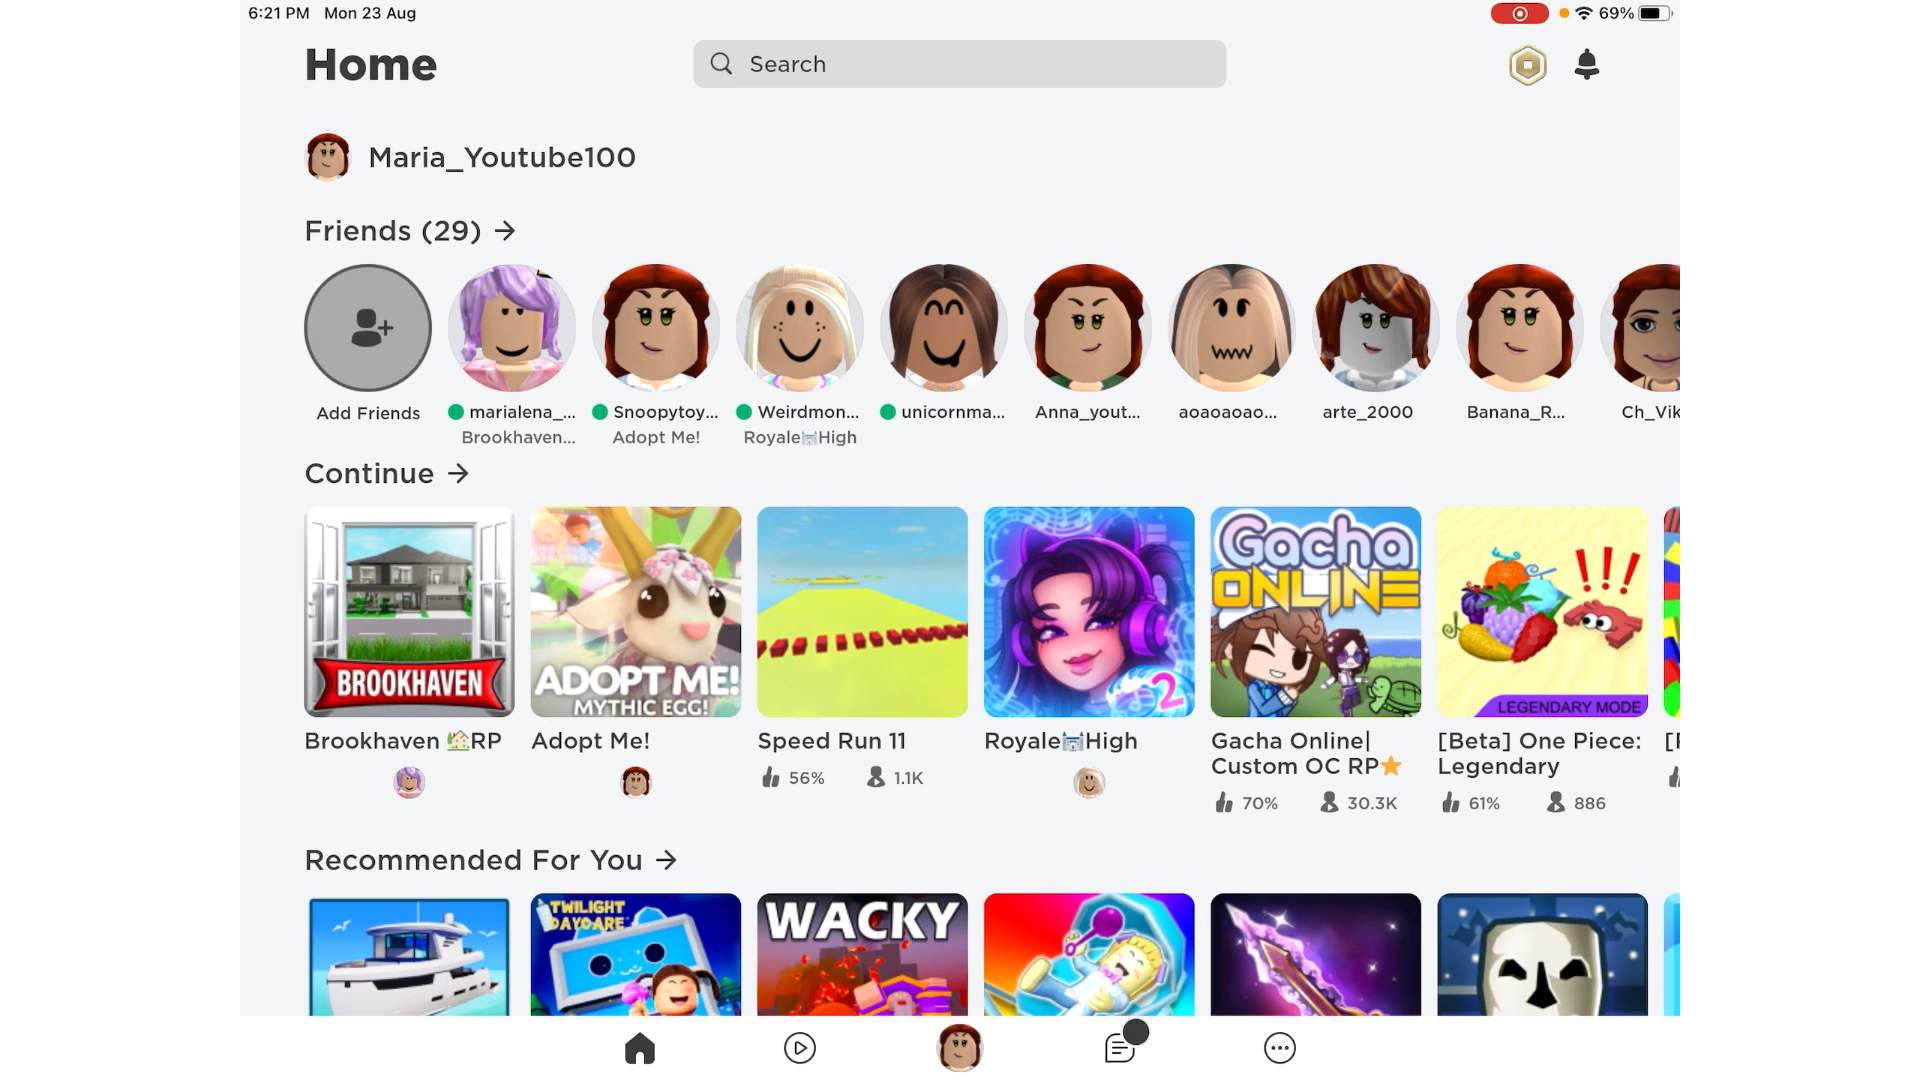 6:21 PM Mon 23 Aug
69%
Home
Search
Maria_Youtube100
Friends (29) →
Add Friends
marialena_...
Snoopytoy...
Weirdmon...
unicornma...
Anna_yout...
aoaoaoao...
arte_2000
Banana_R...
Ch_Vik
Brookhaven...
Adopt Me!
Royale🏰High
Continue →
BROOKHAVEN
ADOPT ME!
MYTHIC EGG!
2
Gacha
ONLINE
!!!
LEGENDARY MODE
Brookhaven 🏡RP
Adopt Me!
Speed Run 11
56%
1.1K
Royale🏰High
Gacha Online|
Custom OC RP⭐
70%
30.3K
[Beta] One Piece:
Legendary
61%
886
Recommended For You →
TWILIGHT
DAYCARE
WACKY